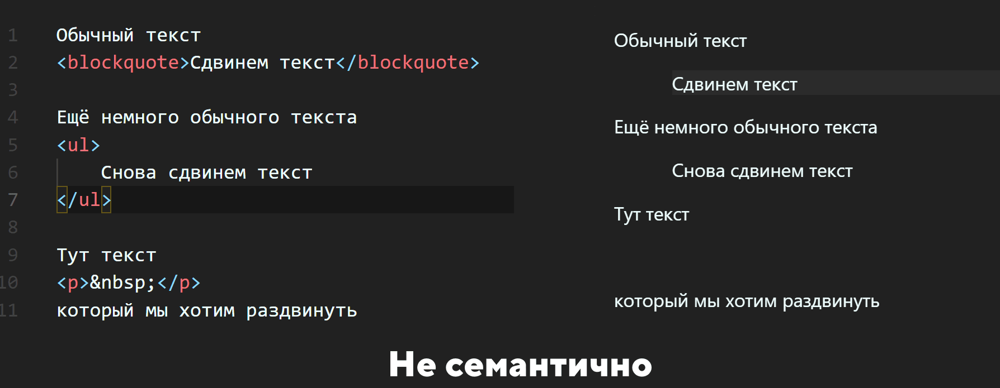 1 Обычный текст
2 <blockquote>Сдвинем текст</blockquote>
3
4 Ещё немного обычного текста
5 <ul>
6 Снова сдвинем текст
7 </ul>
8
9 Тут текст
10 <p>&nbsp;</p>
11 который мы хотим раздвинуть
Обычный текст
Сдвинем текст
Ещё немного обычного текста
Снова сдвинем текст
Тут текст
который мы хотим раздвинуть
Не семантично